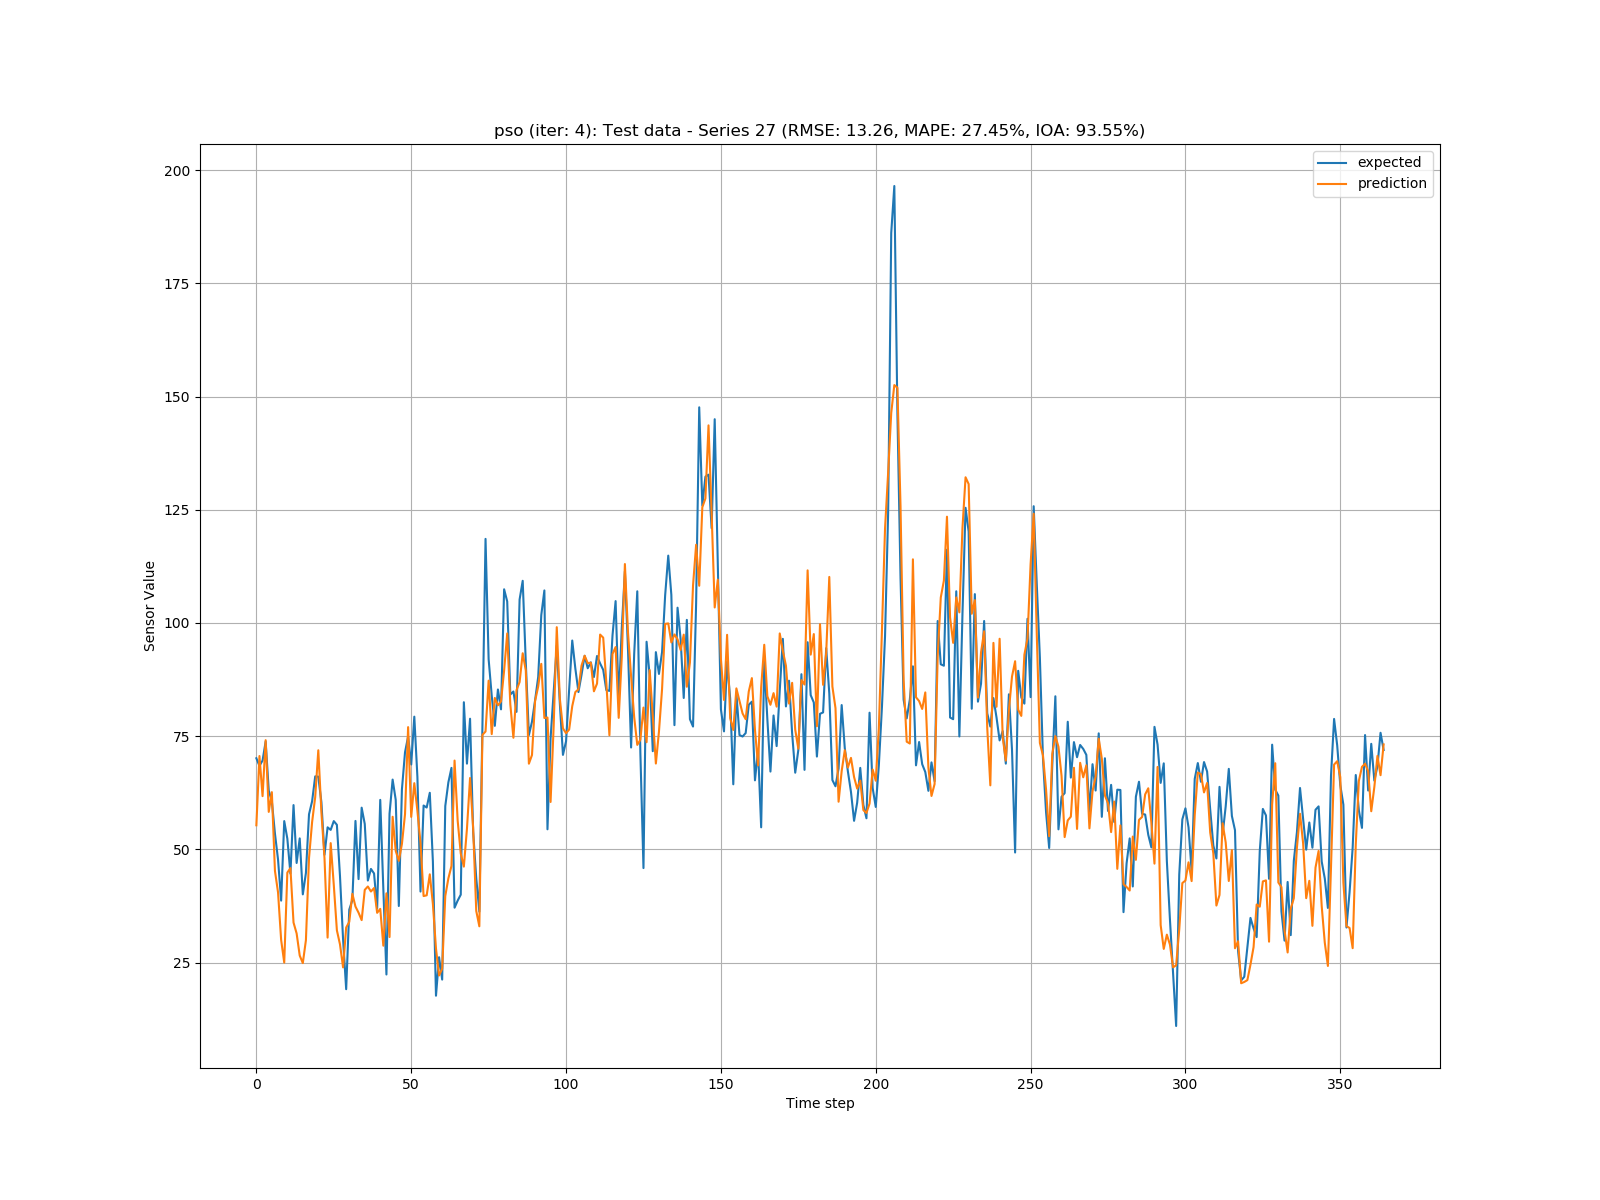 pso (iter: 4): Test data - Series 27 (RMSE: 13.26, MAPE: 27.45%, IOA: 93.55%)
expected
prediction
200
175
150
125
100
75
50
25
Sensor Value
0 50 100 150 200 250 300 350
Time step